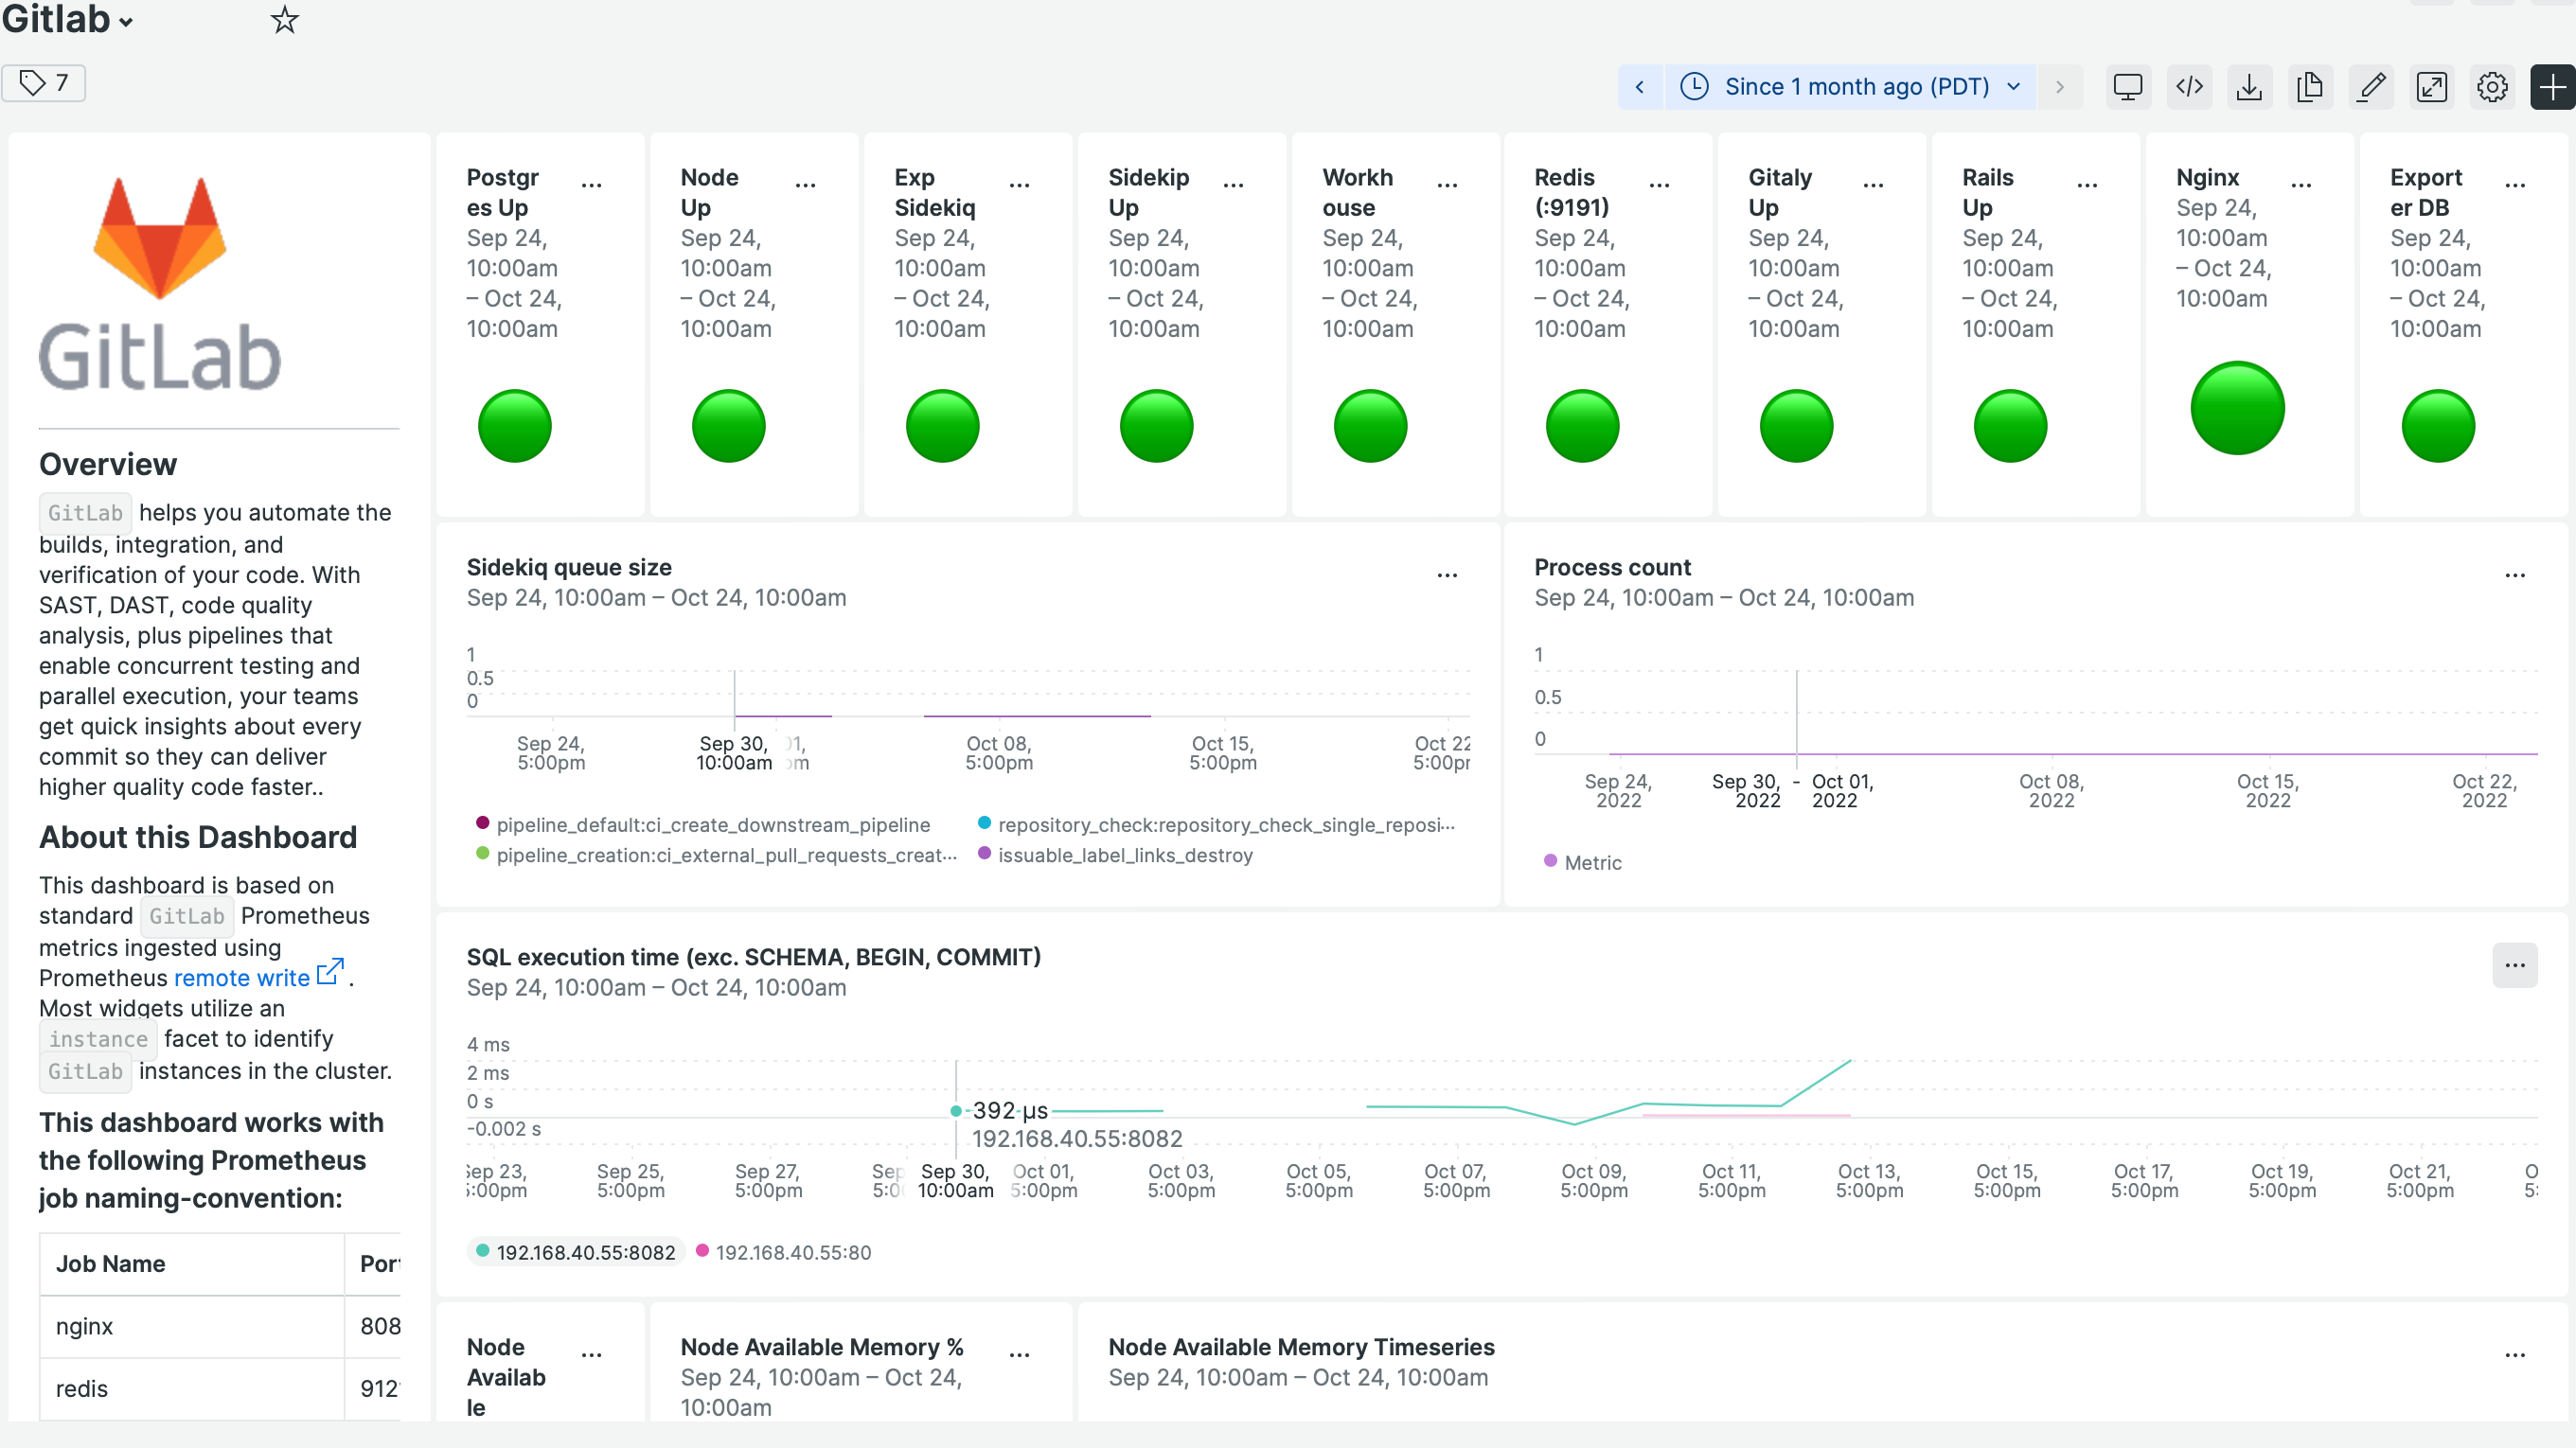 Gitlab
7
Since 1 month ago (PDT)
GitLab
Overview
GitLab helps you automate the
builds, integration, and
verification of your code. With
SAST, DAST, code quality
analysis, plus pipelines that
enable concurrent testing and
parallel execution, your teams
get quick insights about every
commit so they can deliver
higher quality code faster..
About this Dashboard
This dashboard is based on
standard GitLab Prometheus
metrics ingested using
Prometheus remote write .
Most widgets utilize an
instance facet to identify
GitLab instances in the cluster.
This dashboard works with
the following Prometheus
job naming-convention:
Job Name
nginx 808
redis 912
Postgr
es Up
Sep 24,
10:00am
– Oct 24,
10:00am
Node
Up
Sep 24,
10:00am
– Oct 24,
10:00am
Exp
Sidekiq
Sep 24,
10:00am
– Oct 24,
10:00am
Sidekip
Up
Sep 24,
10:00am
– Oct 24,
10:00am
Workh
ouse
Sep 24,
10:00am
– Oct 24,
10:00am
Redis
(:9191)
Sep 24,
10:00am
– Oct 24,
10:00am
Gitaly
Up
Sep 24,
10:00am
– Oct 24,
10:00am
Rails
Up
Sep 24,
10:00am
– Oct 24,
10:00am
Nginx
Sep 24,
10:00am
– Oct 24,
10:00am
Export
er DB
Sep 24,
10:00am
– Oct 24,
10:00am
Sidekiq queue size
Sep 24, 10:00am – Oct 24, 10:00am
1
0.5
0
Sep 24, Sep 30, 01, Oct 08, Oct 15, Oct 22
5:00pm 10:00am 5:00pm 5:00pm
pipeline_default:ci_create_downstream_pipeline
repository_check:repository_check_single_reposi...
pipeline_creation:ci_external_pull_requests_creat...
issuable_label_links_destroy
Process count
Sep 24, 10:00am – Oct 24, 10:00am
1
0.5
0
Sep 24, Sep 30, - Oct 01, Oct 08, Oct 15, Oct 22,
2022 2022 2022 2022 2022 2022
Metric
SQL execution time (exc. SCHEMA, BEGIN, COMMIT)
Sep 24, 10:00am – Oct 24, 10:00am
4 ms
2 ms
0 s
-0.002 s
392 µs
192.168.40.55:8082
Sep 23, Sep 25, Sep 27, Sep Sep 30, Oct 01, Oct 03, Oct 05, Oct 07, Oct 09, Oct 11, Oct 13, Oct 15, Oct 17, Oct 19, Oct 21,
5:00pm 5:00pm 5:00pm 10:00am 5:00pm 5:00pm 5:00pm 5:00pm 5:00pm 5:00pm 5:00pm 5:00pm 5:00pm 5:00pm 5:00pm
192.168.40.55:8082 192.168.40.55:80
Node
Availab
le
Node Available Memory %
Sep 24, 10:00am – Oct 24,
10:00am
Node Available Memory Timeseries
Sep 24, 10:00am – Oct 24, 10:00am